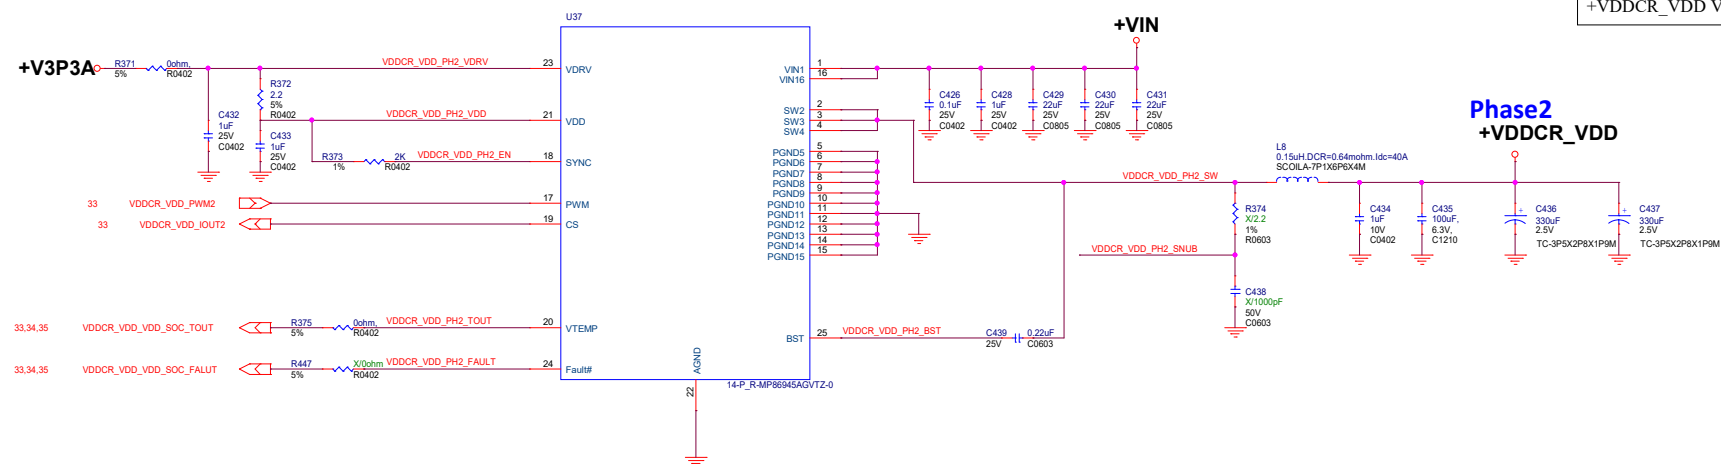 +VDDCR_VDD V
U37
+VIN
+V3P3A
R371
5%
0ohm,
R0402
VDDCR_VDD_PH2_VDRV
23
VDRV
VIN1
1
VIN16
16
R372
2.2
5%
R0402
C432
1uF
25V
C0402
VDDCR_VDD_PH2_VDD
21
VDD
C433
1uF
25V
C0402
R373
1%
2K
R0402
VDDCR_VDD_PH2_EN
18
SYNC
SW2
2
SW3
3
SW4
4
C426
0.1uF
25V
C0402
C428
1uF
25V
C0402
C429
22uF
25V
C0805
C430
22uF
25V
C0805
C431
22uF
25V
C0805
Phase2
+VDDCR_VDD
PGND5
5
PGND6
6
PGND7
7
PGND8
8
PGND9
9
PGND10
10
PGND11
11
PGND12
12
PGND13
13
PGND14
14
PGND15
15
L8
0.15uH.DCR=0.64mohm.Idc=40A
SCOILA-7P1X6P6X4M
VDDCR_VDD_PH2_SW
33
VDDCR_VDD_PWM2
17
PWM
33
VDDCR_VDD_IOUT2
19
CS
R374
X/2.2
1%
R0603
C434
1uF
10V
C0402
C435
100uF,
6.3V,
C1210
C436
330uF
2.5V
TC-3P5X2P8X1P9M
C437
330uF
2.5V
TC-3P5X2P8X1P9M
VDDCR_VDD_PH2_SNUB
C438
X/1000pF
50V
C0603
33,34,35
VDDCR_VDD_VDD_SOC_TOUT
R375
5%
0ohm,
R0402
VDDCR_VDD_PH2_TOUT
20
VTEMP
BST
25
VDDCR_VDD_PH2_BST
C439
25V
0.22uF
C0603
33,34,35
VDDCR_VDD_VDD_SOC_FALUT
R447
5%
X/0ohm
R0402
VDDCR_VDD_PH2_FAULT
24
Fault#
AGND
22
14-P_R-MP86945AGVTZ-0